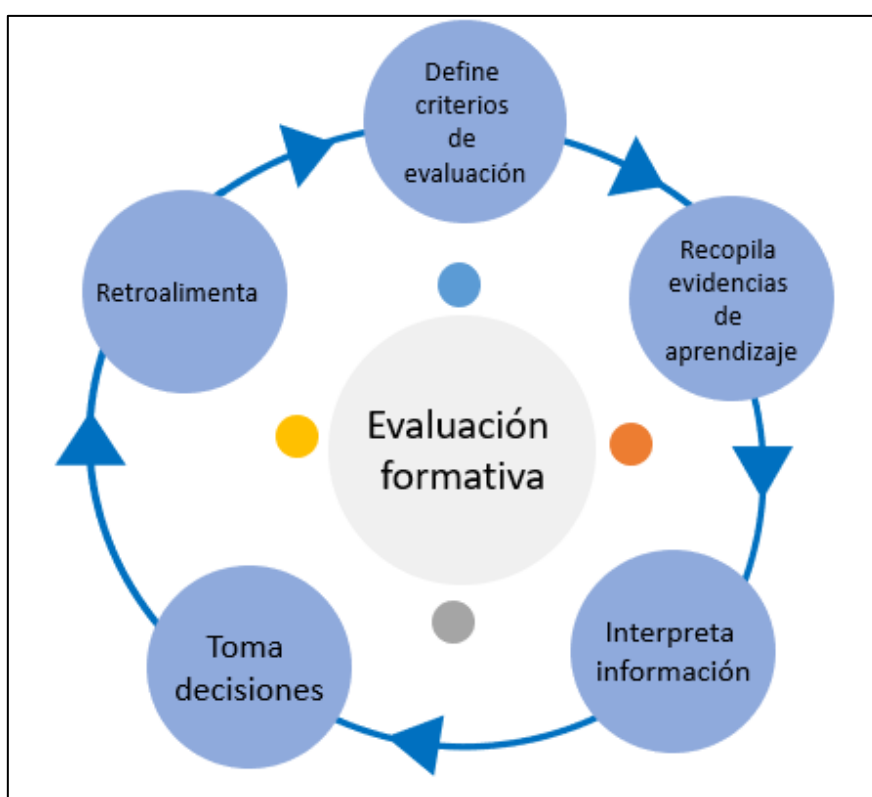 Define
criterios
de
evaluación
Recopila
evidencias
de
aprendizaje
Interpreta
información
Toma
decisiones
Retroalimenta
Evaluación
formativa